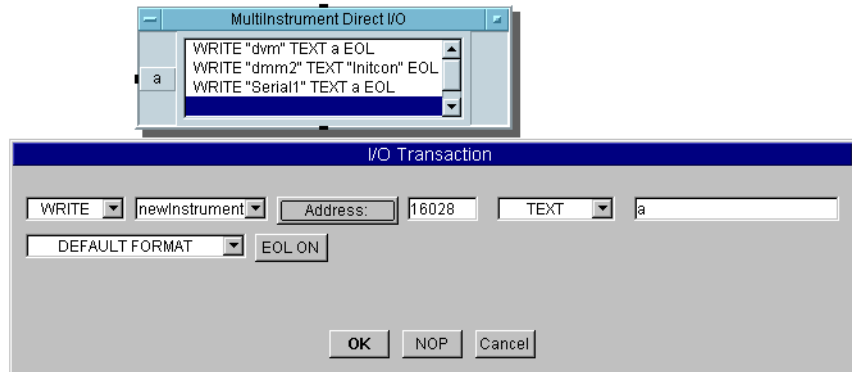 MultiInstrument Direct I/O
WRITE "dvm" TEXT a EOL
WRITE "dmm2" TEXT "Initcon" EOL
a
WRITE "Serial1" TEXT a EOL
I/O Transaction
WRITE newInstrument Address: 16028 TEXT a
DEFAULT FORMAT EOL ON
OK NOP Cancel